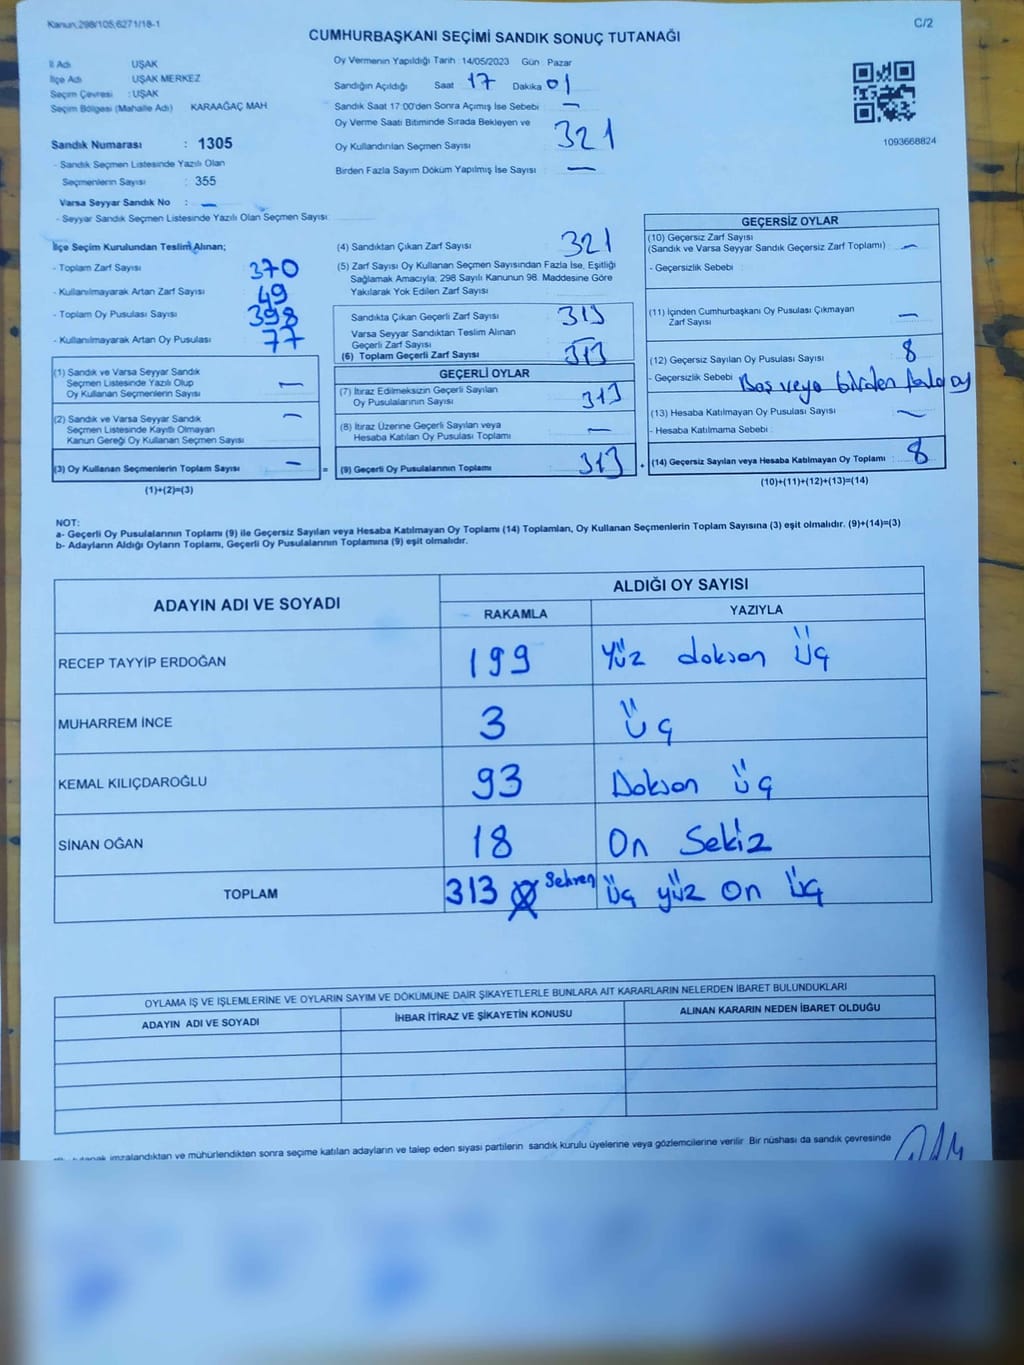 Kanun:298/105,6271/18-1
C/2
CUMHURBAŞKANI SEÇİMİ SANDIK SONUÇ TUTANAĞI
İl Adı UŞAK
İlçe Adı UŞAK MERKEZ
Seçim Çevresi : UŞAK
Seçim Bölgesi (Mahalle Adı) KARAAĞAÇ MAH
Sandık Numarası : 1305
- Sandık Seçmen Listesinde Yazılı Olan
Seçmenlerin Sayısı : 355
Varsa Seyyar Sandık No : —
- Seyyar Sandık Seçmen Listesinde Yazılı Olan Seçmen Sayısı
Oy Vermenin Yapıldığı Tarih : 14/05/2023 Gün Pazar
Sandığın Açıldığı Saat 17 Dakika 01
Sandık Saat 17:00'den Sonra Açımış İse Sebebi : —
Oy Verme Saati Bitiminde Sırada Bekleyen ve
Oy Kullandırılan Seçmen Sayısı 321
Birden Fazla Sayım Döküm Yapılmış İse Sayısı —
1093668824
İlçe Seçim Kurulundan Teslim Alınan;
- Toplam Zarf Sayısı 370
- Kullanılmayarak Artan Zarf Sayısı 49
- Toplam Oy Pusulası Sayısı 398
- Kullanılmayarak Artan Oy Pusulası 77
(1) Sandık ve Varsa Seyyar Sandık
Seçmen Listesinde Yazılı Olup
Oy Kullanan Seçmenlerin Sayısı —
(2) Sandık ve Varsa Seyyar Sandık
Seçmen Listesinde Kayıtlı Olmayan
Kanun Gereği Oy Kullanan Seçmen Sayısı —
(3) Oy Kullanan Seçmenlerin Toplam Sayısı —
(1)+(2)=(3)
(4) Sandıktan Çıkan Zarf Sayısı 321
(5) Zarf Sayısı Oy Kullanan Seçmen Sayısından Fazla İse, Eşitliği
Sağlamak Amacıyla; 298 Sayılı Kanunun 98. Maddesine Göre
Yakılarak Yok Edilen Zarf Sayısı
Sandıkta Çıkan Geçerli Zarf Sayısı 313
Varsa Seyyar Sandıktan Teslim Alınan
Geçerli Zarf Sayısı —
(6) Toplam Geçerli Zarf Sayısı 313
GEÇERLİ OYLAR
(7) İtiraz Edilmeksizin Geçerli Sayılan
Oy Pusulalarının Sayısı 313
(8) İtiraz Üzerine Geçerli Sayılan veya
Hesaba Katılan Oy Pusulası Toplamı —
= (9) Geçerli Oy Pusulalarının Toplamı 313 +
GEÇERSİZ OYLAR
(10) Geçersiz Zarf Sayısı
(Sandık ve Varsa Seyyar Sandık Geçersiz Zarf Toplamı) —
- Geçersizlik Sebebi :
(11) İçinden Cumhurbaşkanı Oy Pusulası Çıkmayan
Zarf Sayısı —
(12) Geçersiz Sayılan Oy Pusulası Sayısı 8
- Geçersizlik Sebebi Boş veya birden fazla oy
(13) Hesaba Katılmayan Oy Pusulası Sayısı —
- Hesaba Katılmama Sebebi :
(14) Geçersiz Sayılan veya Hesaba Katılmayan Oy Toplamı : 8
(10)+(11)+(12)+(13)=(14)
NOT:
a- Geçerli Oy Pusulalarının Toplamı (9) ile Geçersiz Sayılan veya Hesaba Katılmayan Oy Toplamı (14) Toplamları, Oy Kullanan Seçmenlerin Toplam Sayısına (3) eşit olmalıdır. (9)+(14)=(3)
b- Adayların Aldığı Oyların Toplamı, Geçerli Oy Pusulalarının Toplamına (9) eşit olmalıdır.
ADAYIN ADI VE SOYADI
ALDIĞI OY SAYISI
RAKAMLA YAZIYLA
RECEP TAYYİP ERDOĞAN 199 Yüz dokson üç
MUHARREM İNCE 3 Üç
KEMAL KILIÇDAROĞLU 93 Dokson üç
SİNAN OĞAN 18 On Sekiz
TOPLAM 313 üç yüz on üç
OYLAMA İŞ VE İŞLEMLERİNE VE OYLARIN SAYIM VE DÖKÜMÜNE DAİR ŞİKAYETLERLE BUNLARA AİT KARARLARIN NELERDEN İBARET BULUNDUKLARI
ADAYIN ADI VE SOYADI İHBAR İTİRAZ VE ŞİKAYETİN KONUSU ALINAN KARARIN NEDEN İBARET OLDUĞU
tutanak imzalandıktan ve mühürlendikten sonra seçime katılan adayların ve talep eden siyasi partilerin sandık kurulu üyelerine veya gözlemcilerine verilir. Bir nüshası da sandık çevresinde